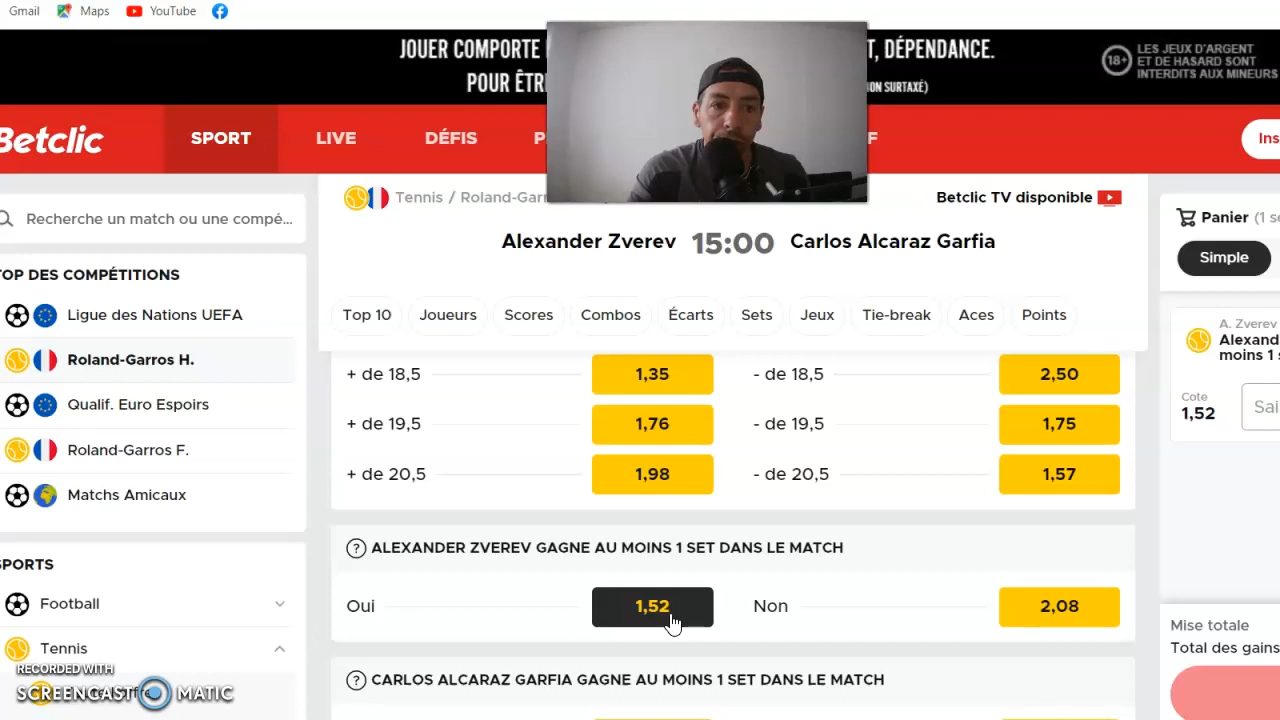 Gmail Maps YouTube
JOUER COMPORTE T, DÉPENDANCE.
POUR ÊTR ON SURTAXÉ)
18+ LES JEUX D'ARGENT
ET DE HASARD SONT
INTERDITS AUX MINEURS
Betclic SPORT LIVE DÉFIS P F Ins
Recherche un match ou une compé...
TOP DES COMPÉTITIONS
Ligue des Nations UEFA
Roland-Garros H.
Qualif. Euro Espoirs
Roland-Garros F.
Matchs Amicaux
SPORTS
Football
Tennis
RECORDED WITH
SCREENCAST MATIC
Tennis / Roland-Gar
Betclic TV disponible
Alexander Zverev 15:00 Carlos Alcaraz Garfia
Top 10 Joueurs Scores Combos Écarts Sets Jeux Tie-break Aces Points
+ de 18,5 1,35 - de 18,5 2,50
+ de 19,5 1,76 - de 19,5 1,75
+ de 20,5 1,98 - de 20,5 1,57
? ALEXANDER ZVEREV GAGNE AU MOINS 1 SET DANS LE MATCH
Oui 1,52 Non 2,08
? CARLOS ALCARAZ GARFIA GAGNE AU MOINS 1 SET DANS LE MATCH
Panier (1 s
Simple
A. Zverev
Alexand
moins 1 s
Cote
1,52 Sai
Mise totale
Total des gains